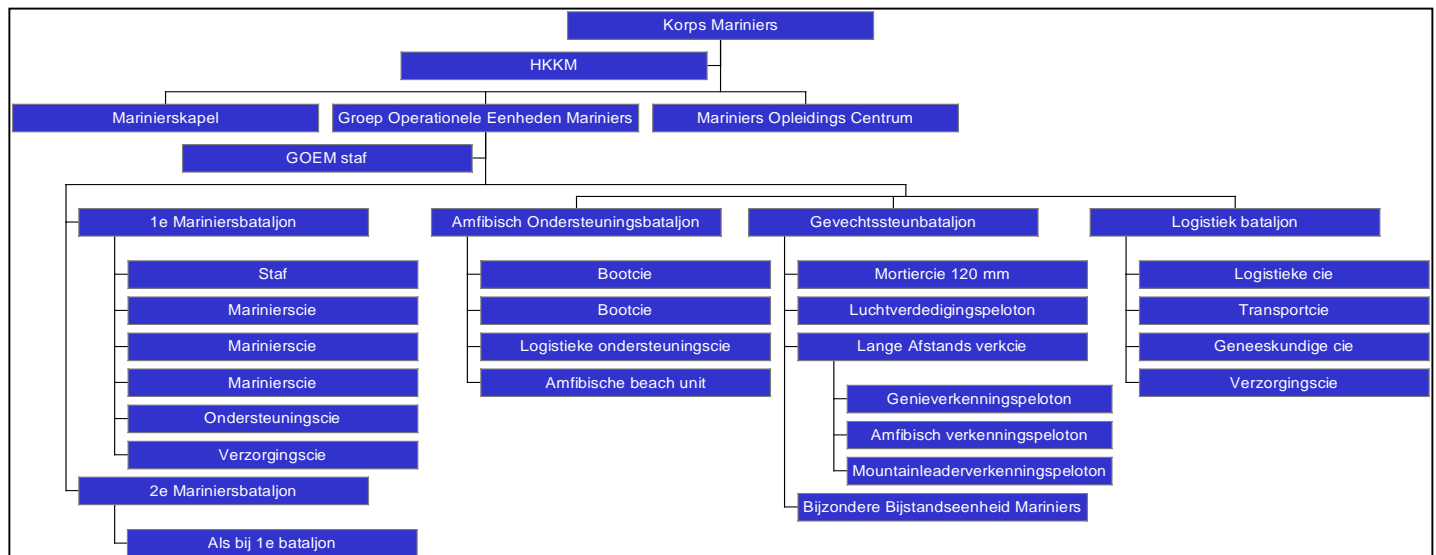 Korps Mariniers
HKKM
Marinierskapel
Groep Operationele Eenheden Mariniers
Mariniers Opleidings Centrum
GOEM staf
1e Mariniersbataljon
Staf
Marinierscie
Marinierscie
Marinierscie
Ondersteuningscie
Verzorgingscie
2e Mariniersbataljon
Als bij 1e bataljon
Amfibisch Ondersteuningsbataljon
Bootcie
Bootcie
Logistieke ondersteuningscie
Amfibische beach unit
Gevechtssteunbataljon
Mortiercie 120 mm
Luchtverdedigingspeloton
Lange Afstands verkcie
Genieverkenningspeloton
Amfibisch verkenningspeloton
Mountainleaderverkenningspeloton
Bijzondere Bijstandseenheid Mariniers
Logistiek bataljon
Logistieke cie
Transportcie
Geneeskundige cie
Verzorgingscie